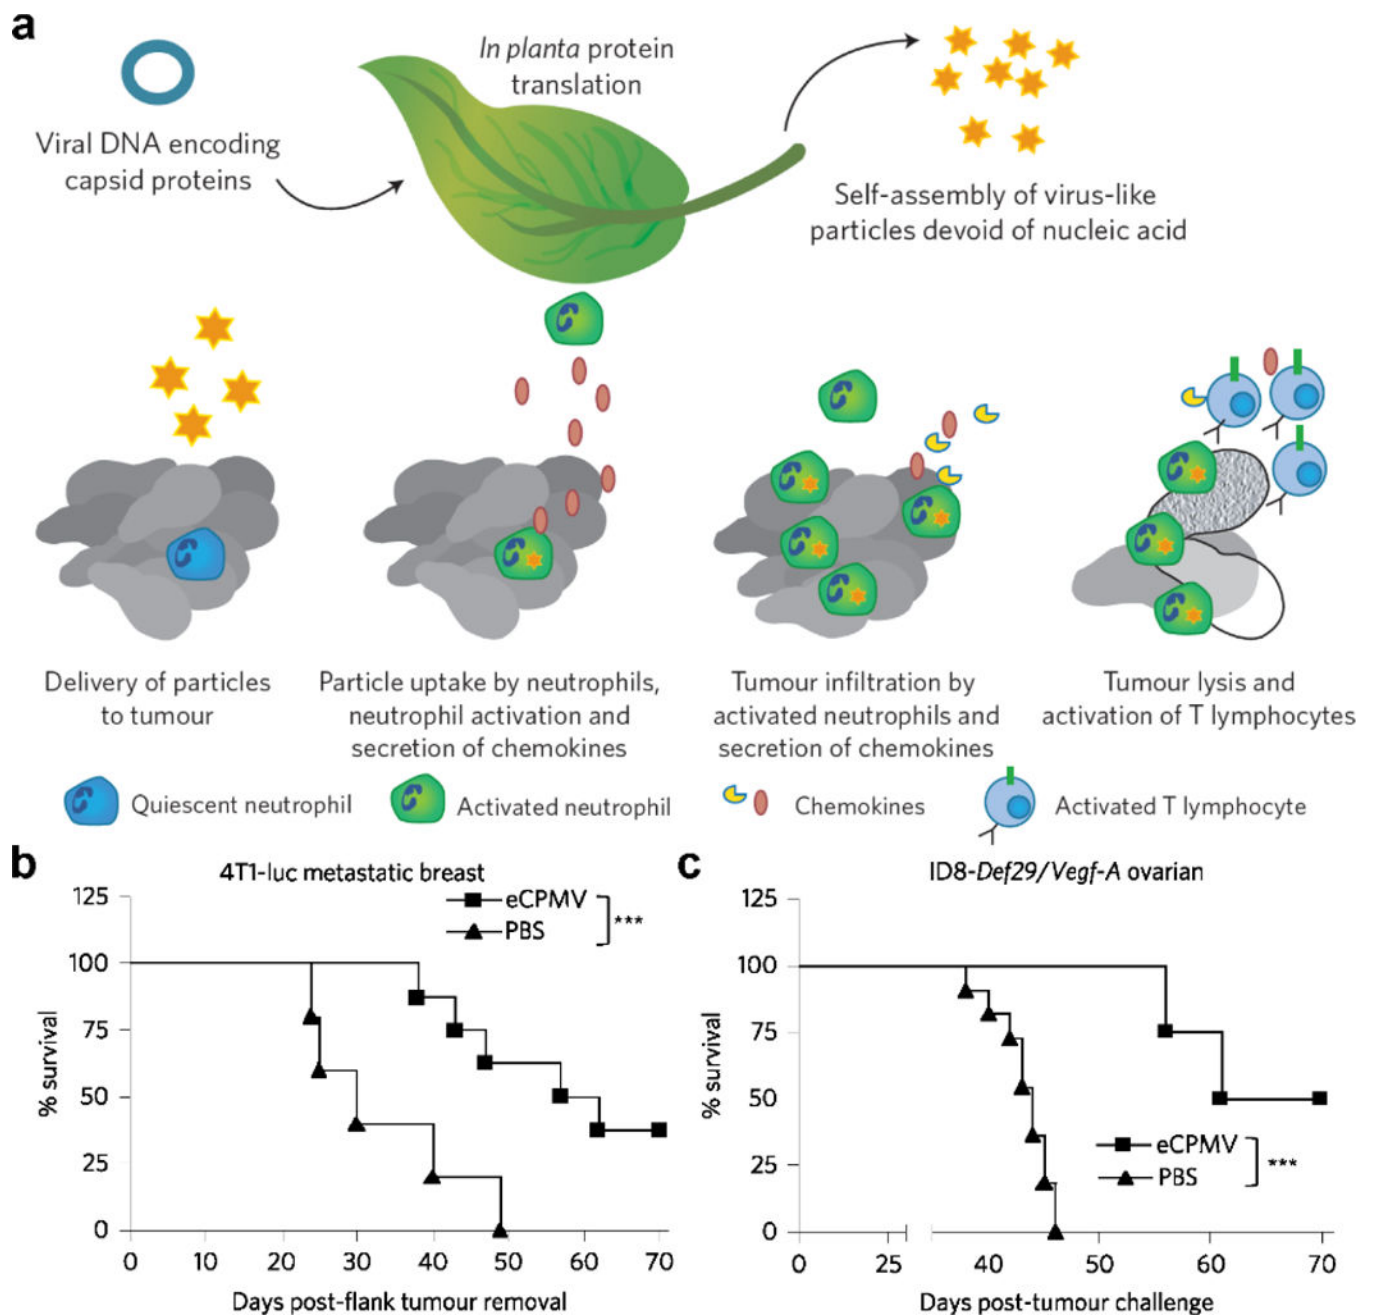 a
In planta protein
translation
Viral DNA encoding
capsid proteins
Self-assembly of virus-like
particles devoid of nucleic acid
Delivery of particles
to tumour
Particle uptake by neutrophils,
neutrophil activation and
secretion of chemokines
Tumour infiltration by
activated neutrophils and
secretion of chemokines
Tumour lysis and
activation of T lymphocytes
Quiescent neutrophil
Activated neutrophil
Chemokines
Activated T lymphocyte
b
4T1-luc metastatic breast
eCPMV
PBS
***
125
100
75
50
25
0
% survival
0 10 20 30 40 50 60 70
Days post-flank tumour removal
c
ID8-Def29/Vegf-A ovarian
125
100
75
50
25
0
% survival
eCPMV
PBS
***
0 25 40 50 60 70
Days post-tumour challenge